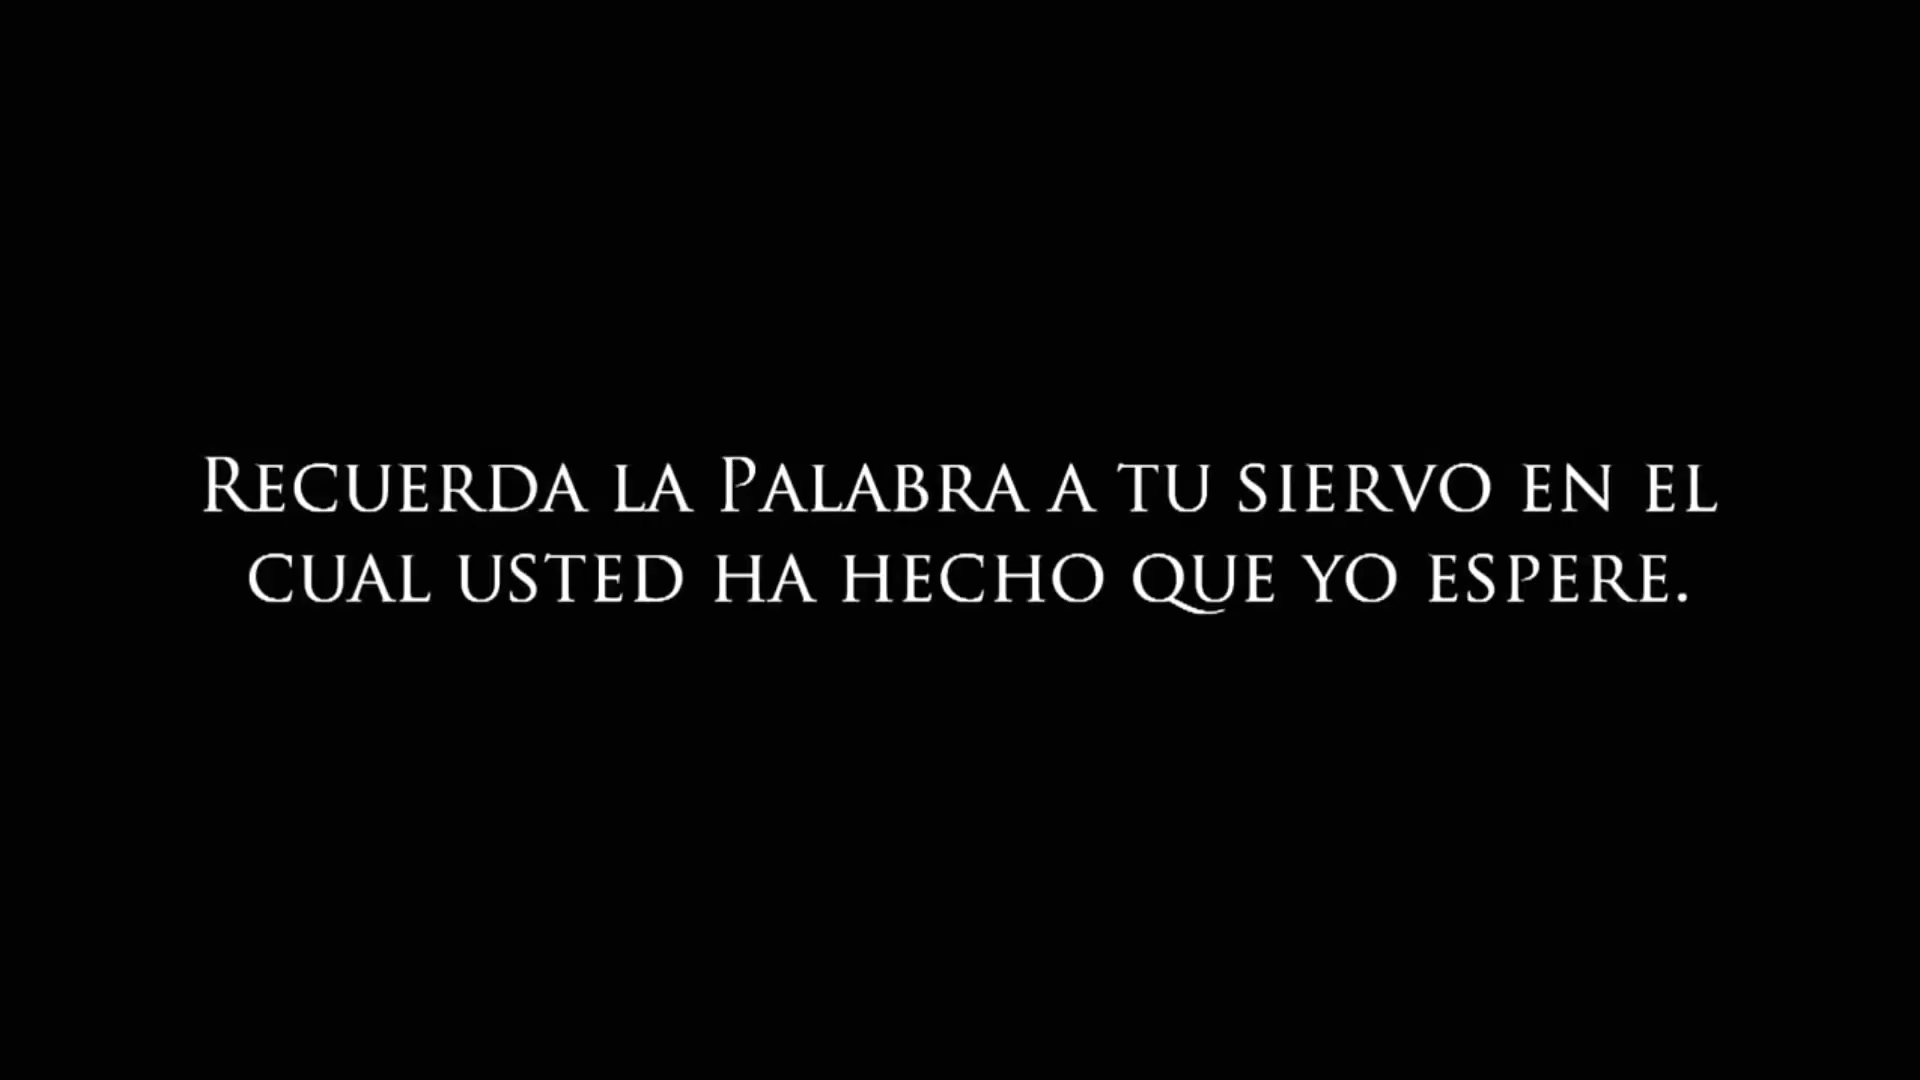 Recuerda la Palabra a tu siervo en el
cual usted ha hecho que yo espere.